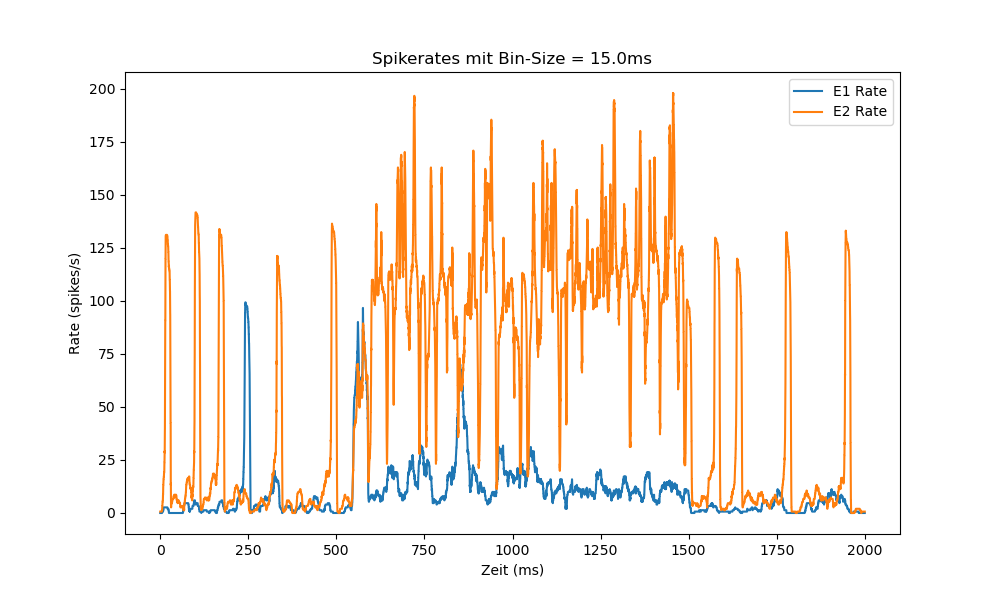 Spikerates mit Bin-Size = 15.0ms
E1 Rate
E2 Rate
200
175
150
125
100
75
50
25
0
Rate (spikes/s)
0 250 500 750 1000 1250 1500 1750 2000
Zeit (ms)